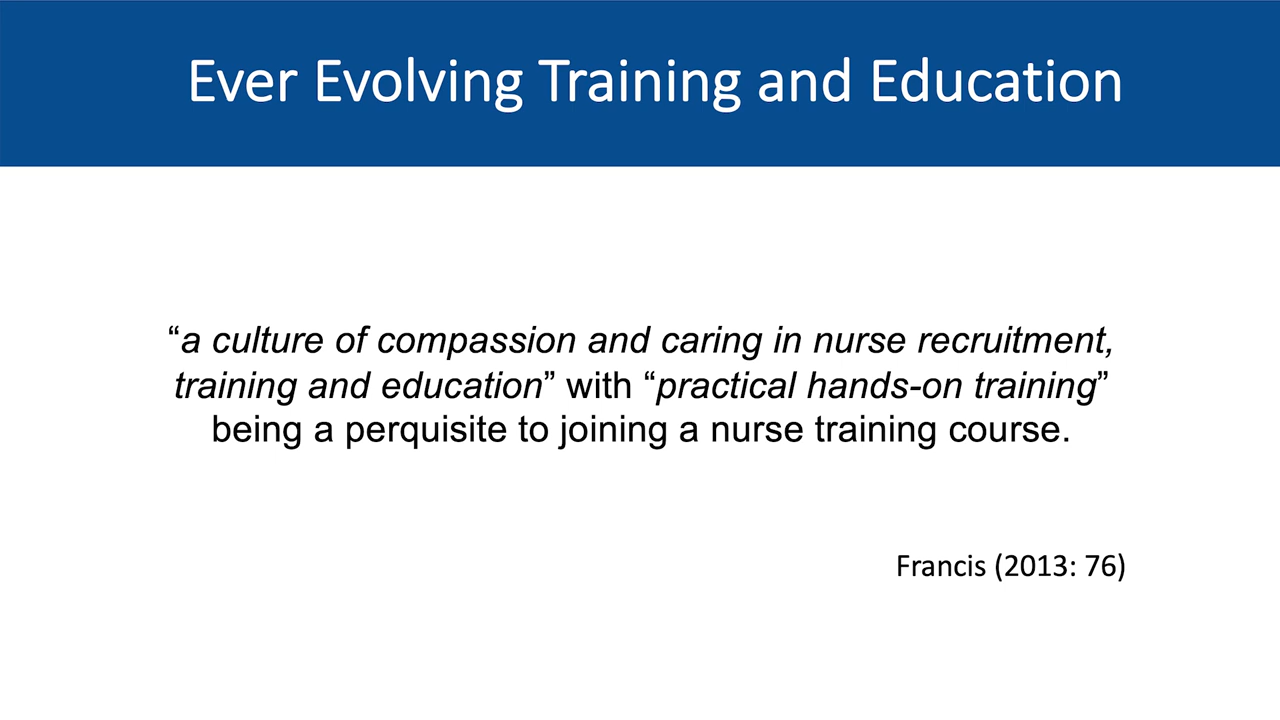 Ever Evolving Training and Education
“a culture of compassion and caring in nurse recruitment,
training and education” with “practical hands-on training”
being a perquisite to joining a nurse training course.
Francis (2013: 76)